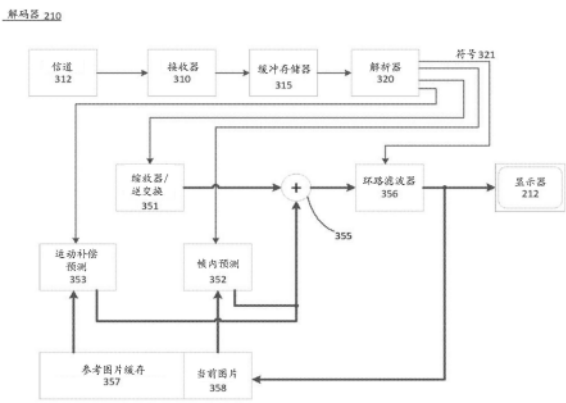 解码器 210
符号 321
信道
312
接收器
310
缓冲存储器
315
解析器
320
缩收器/
逆变换
351
环路滤波器
356
显示器
212
355
运动补偿
预测
353
帧内预测
352
参考图片缓存
357
当前图片
358